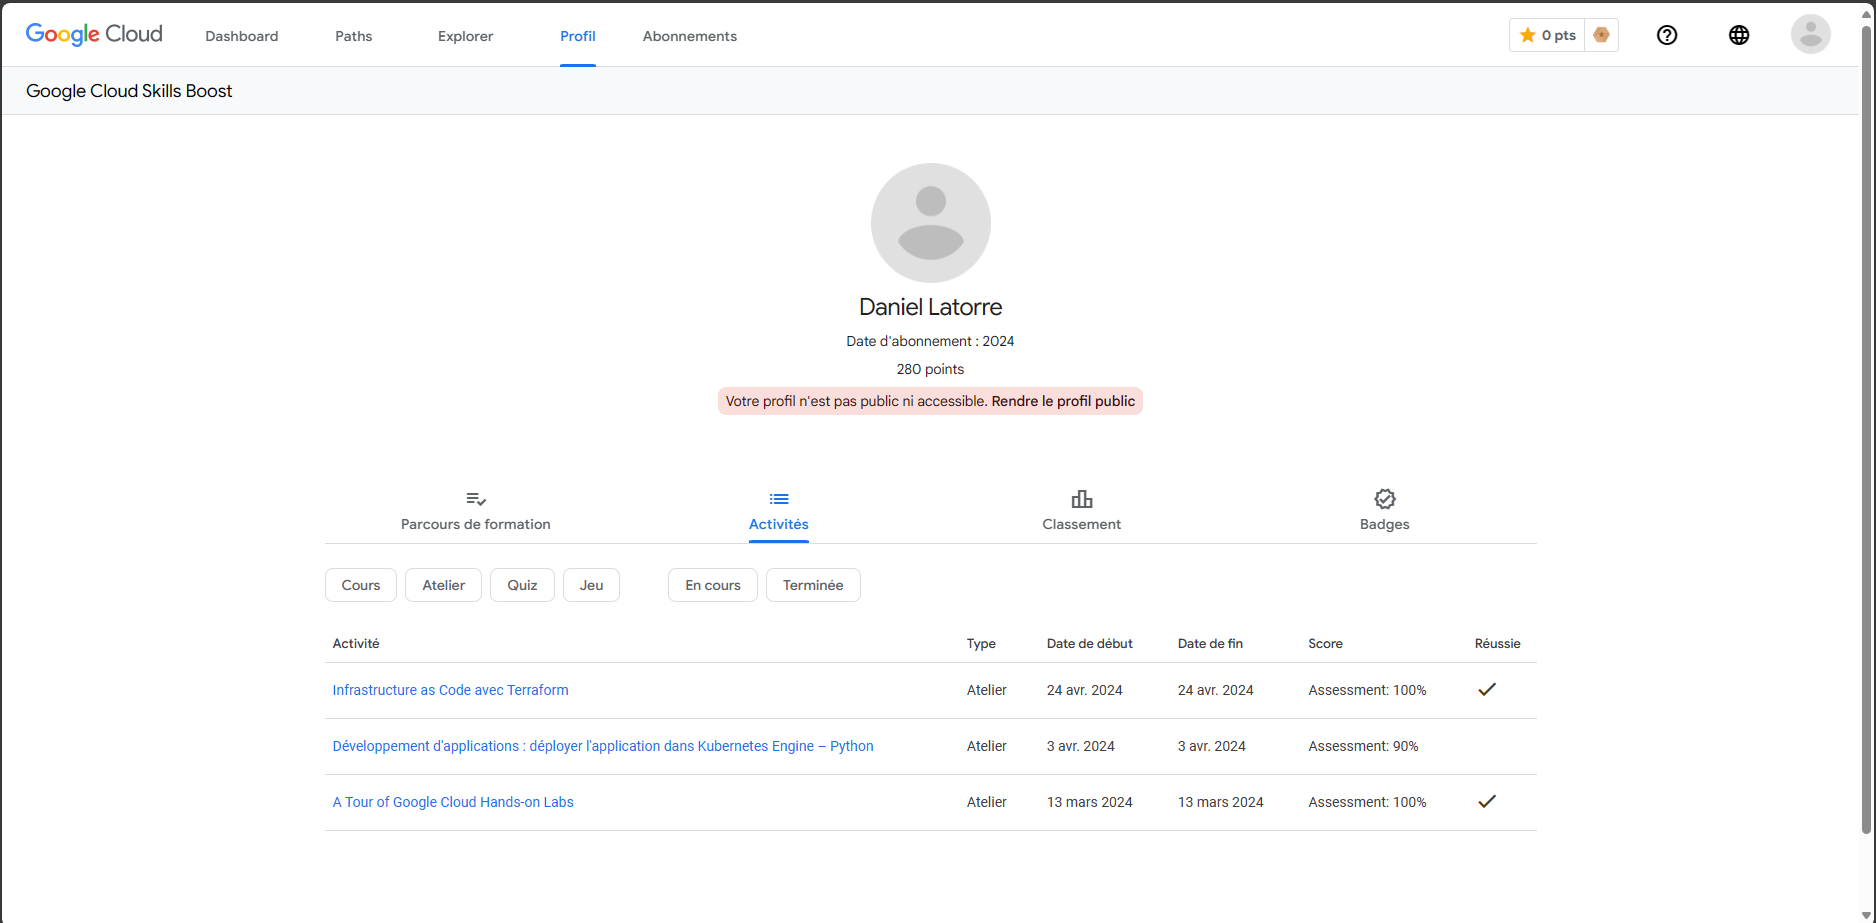 Google Cloud Dashboard Paths Explorer Profil Abonnements 0 pts
Google Cloud Skills Boost
Daniel Latorre
Date d'abonnement : 2024
280 points
Votre profil n'est pas public ni accessible. Rendre le profil public
Parcours de formation Activités Classement Badges
Cours Atelier Quiz Jeu En cours Terminée
Activité Type Date de début Date de fin Score Réussie
Infrastructure as Code avec Terraform Atelier 24 avr. 2024 24 avr. 2024 Assessment: 100%
Développement d'applications : déployer l'application dans Kubernetes Engine – Python Atelier 3 avr. 2024 3 avr. 2024 Assessment: 90%
A Tour of Google Cloud Hands-on Labs Atelier 13 mars 2024 13 mars 2024 Assessment: 100%